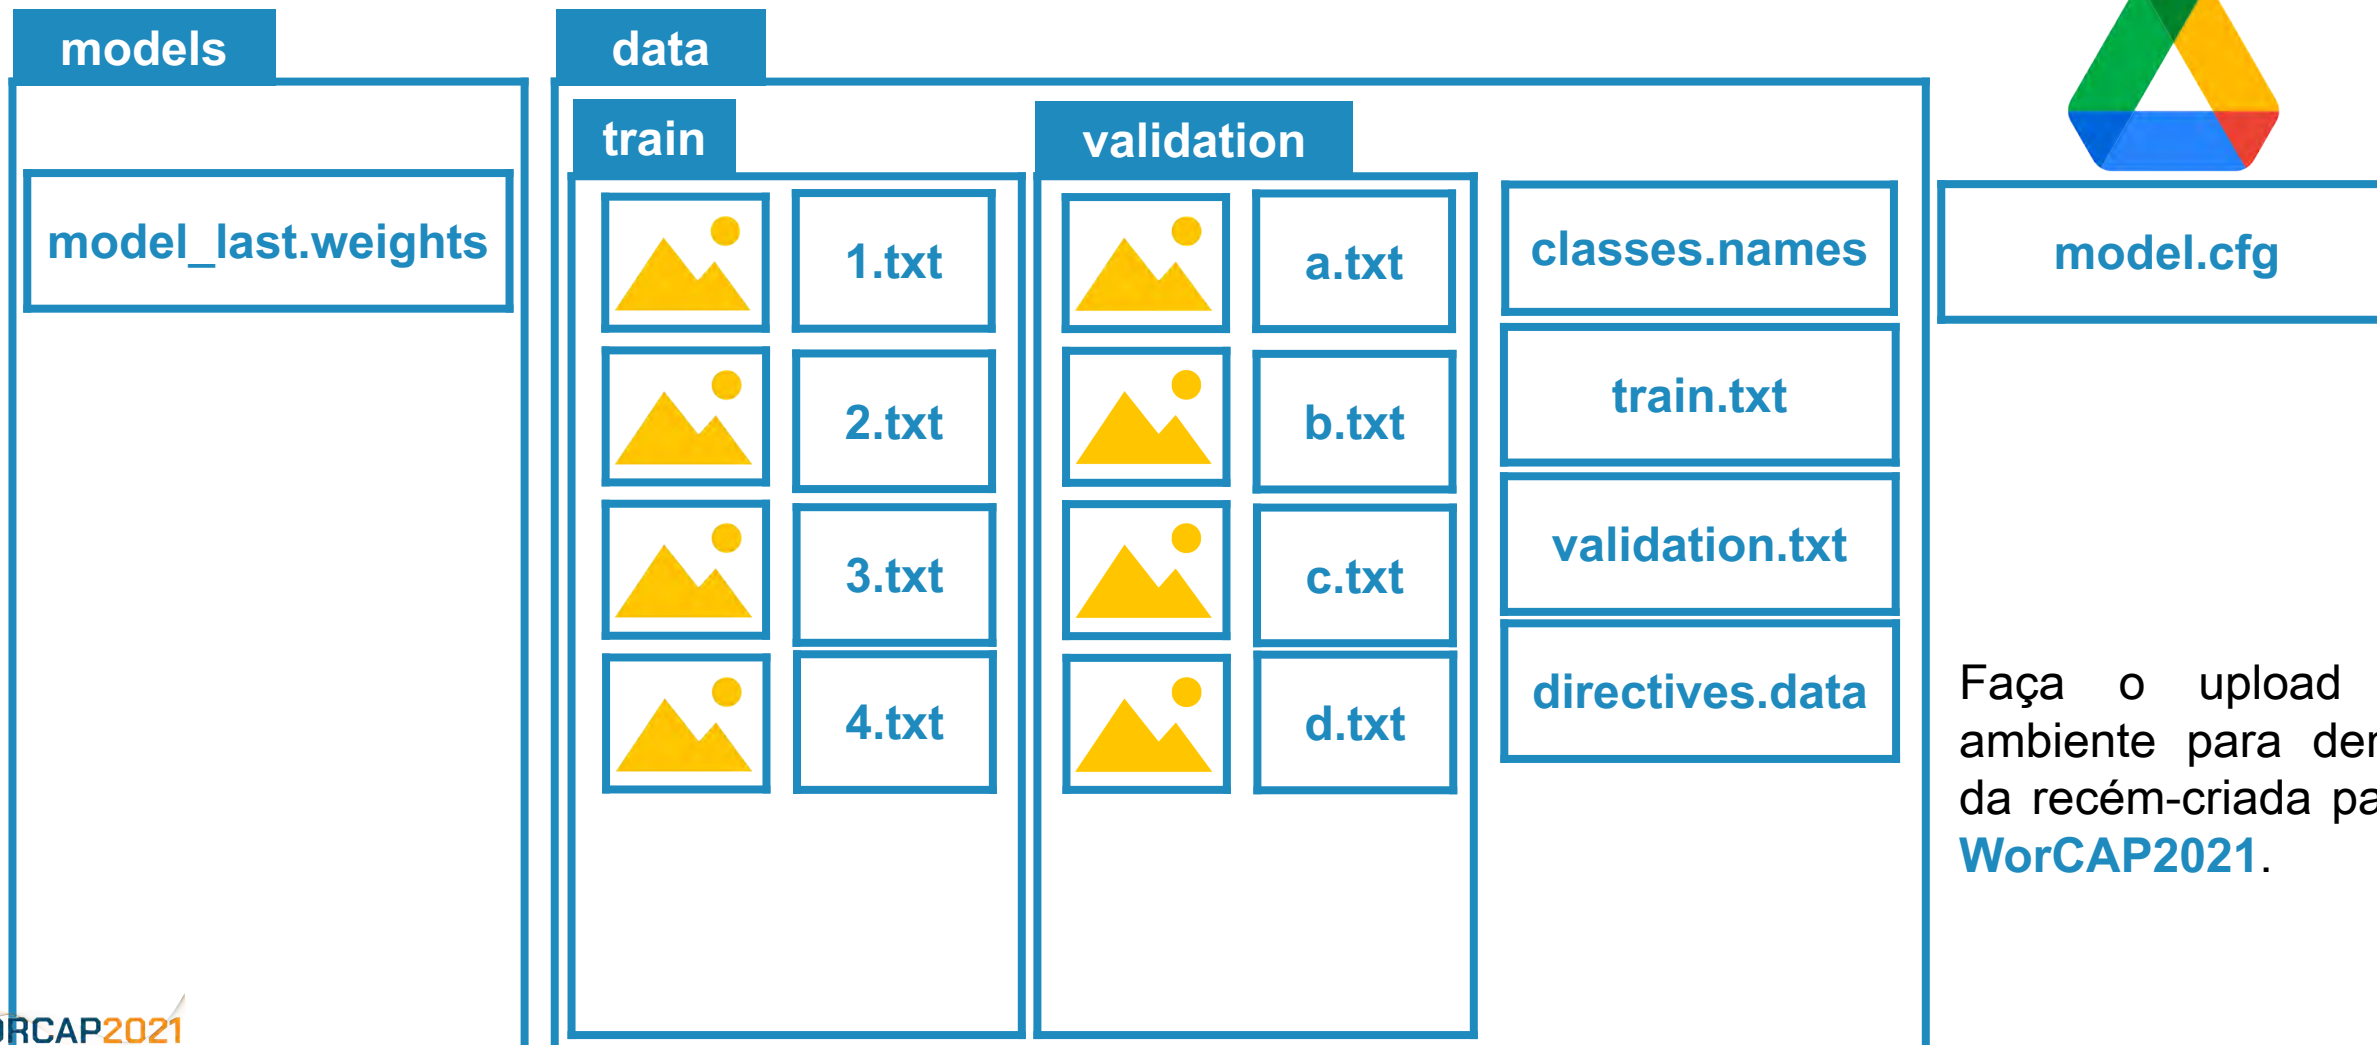 models
data
train
validation
model_last.weights
1.txt
a.txt
classes.names
model.cfg
2.txt
b.txt
train.txt
3.txt
c.txt
validation.txt
4.txt
d.txt
directives.data
Faça o upload
ambiente para
da recém-criada
WorCAP2021.
RCAP2021